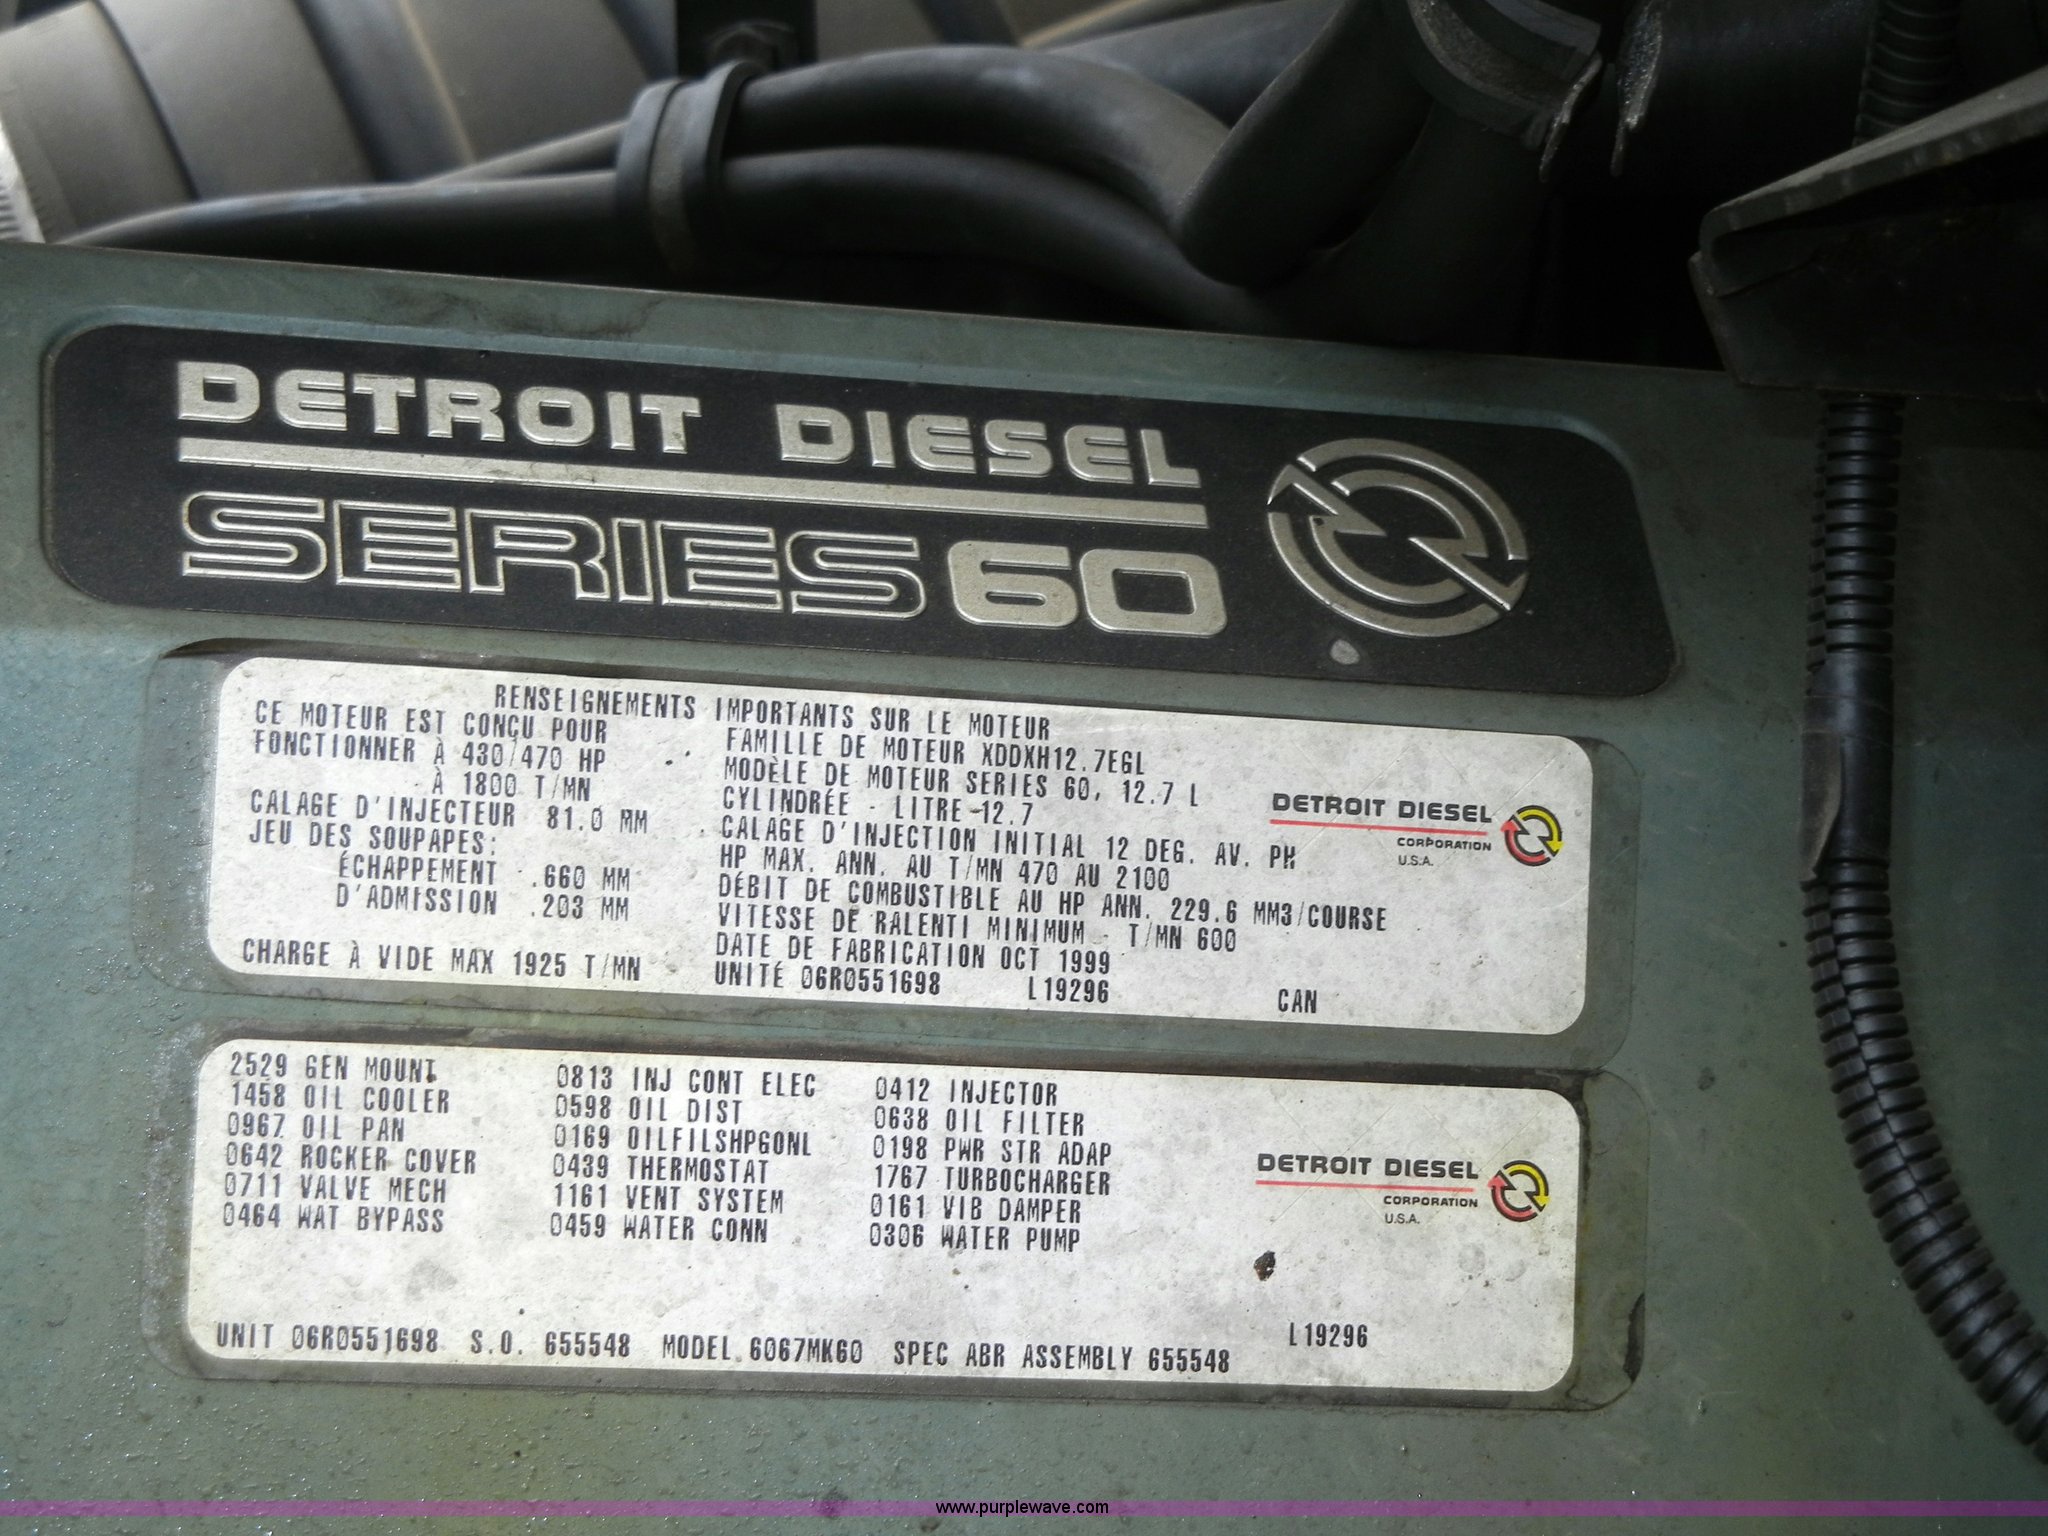 DETROIT DIESEL
SERIES 60
RENSEIGNEMENTS IMPORTANTS SUR LE MOTEUR
CE MOTEUR EST CONÇU POUR
FONCTIONNER À 430/470 HP
À 1800 T/MN
CALAGE D'INJECTEUR 81.0 MM
JEU DES SOUPAPES:
ÉCHAPPEMENT .660 MM
D'ADMISSION .203 MM
CHARGE À VIDE MAX 1925 T/MN
FAMILLE DE MOTEUR XDDXH12.7EGL
MODÈLE DE MOTEUR SERIES 60, 12.7 L
CYLINDRÉE - LITRE-12.7
CALAGE D'INJECTION INITIAL 12 DEG. AV. PH
HP MAX. ANN. AU T/MN 470 AU 2100
DÉBIT DE COMBUSTIBLE AU HP ANN. 229.6 MM3/COURSE
VITESSE DE RALENTI MINIMUM - T/MN 600
DATE DE FABRICATION OCT 1999
UNITÉ 06R0551698 L19296 CAN
DETROIT DIESEL
CORPORATION
U.S.A.
2529 GEN MOUNT
1458 OIL COOLER
0967 OIL PAN
0642 ROCKER COVER
0711 VALVE MECH
0464 WAT BYPASS
0813 INJ CONT ELEC
0598 OIL DIST
0169 OILFILSHP6ONL
0439 THERMOSTAT
1161 VENT SYSTEM
0459 WATER CONN
0412 INJECTOR
0638 OIL FILTER
0198 PWR STR ADAP
1767 TURBOCHARGER
0161 VIB DAMPER
0306 WATER PUMP
DETROIT DIESEL
CORPORATION
U.S.A.
UNIT 06R0551698 S.O. 655548 MODEL 6067MK60 SPEC ABR ASSEMBLY 655548 L19296
www.purplewave.com